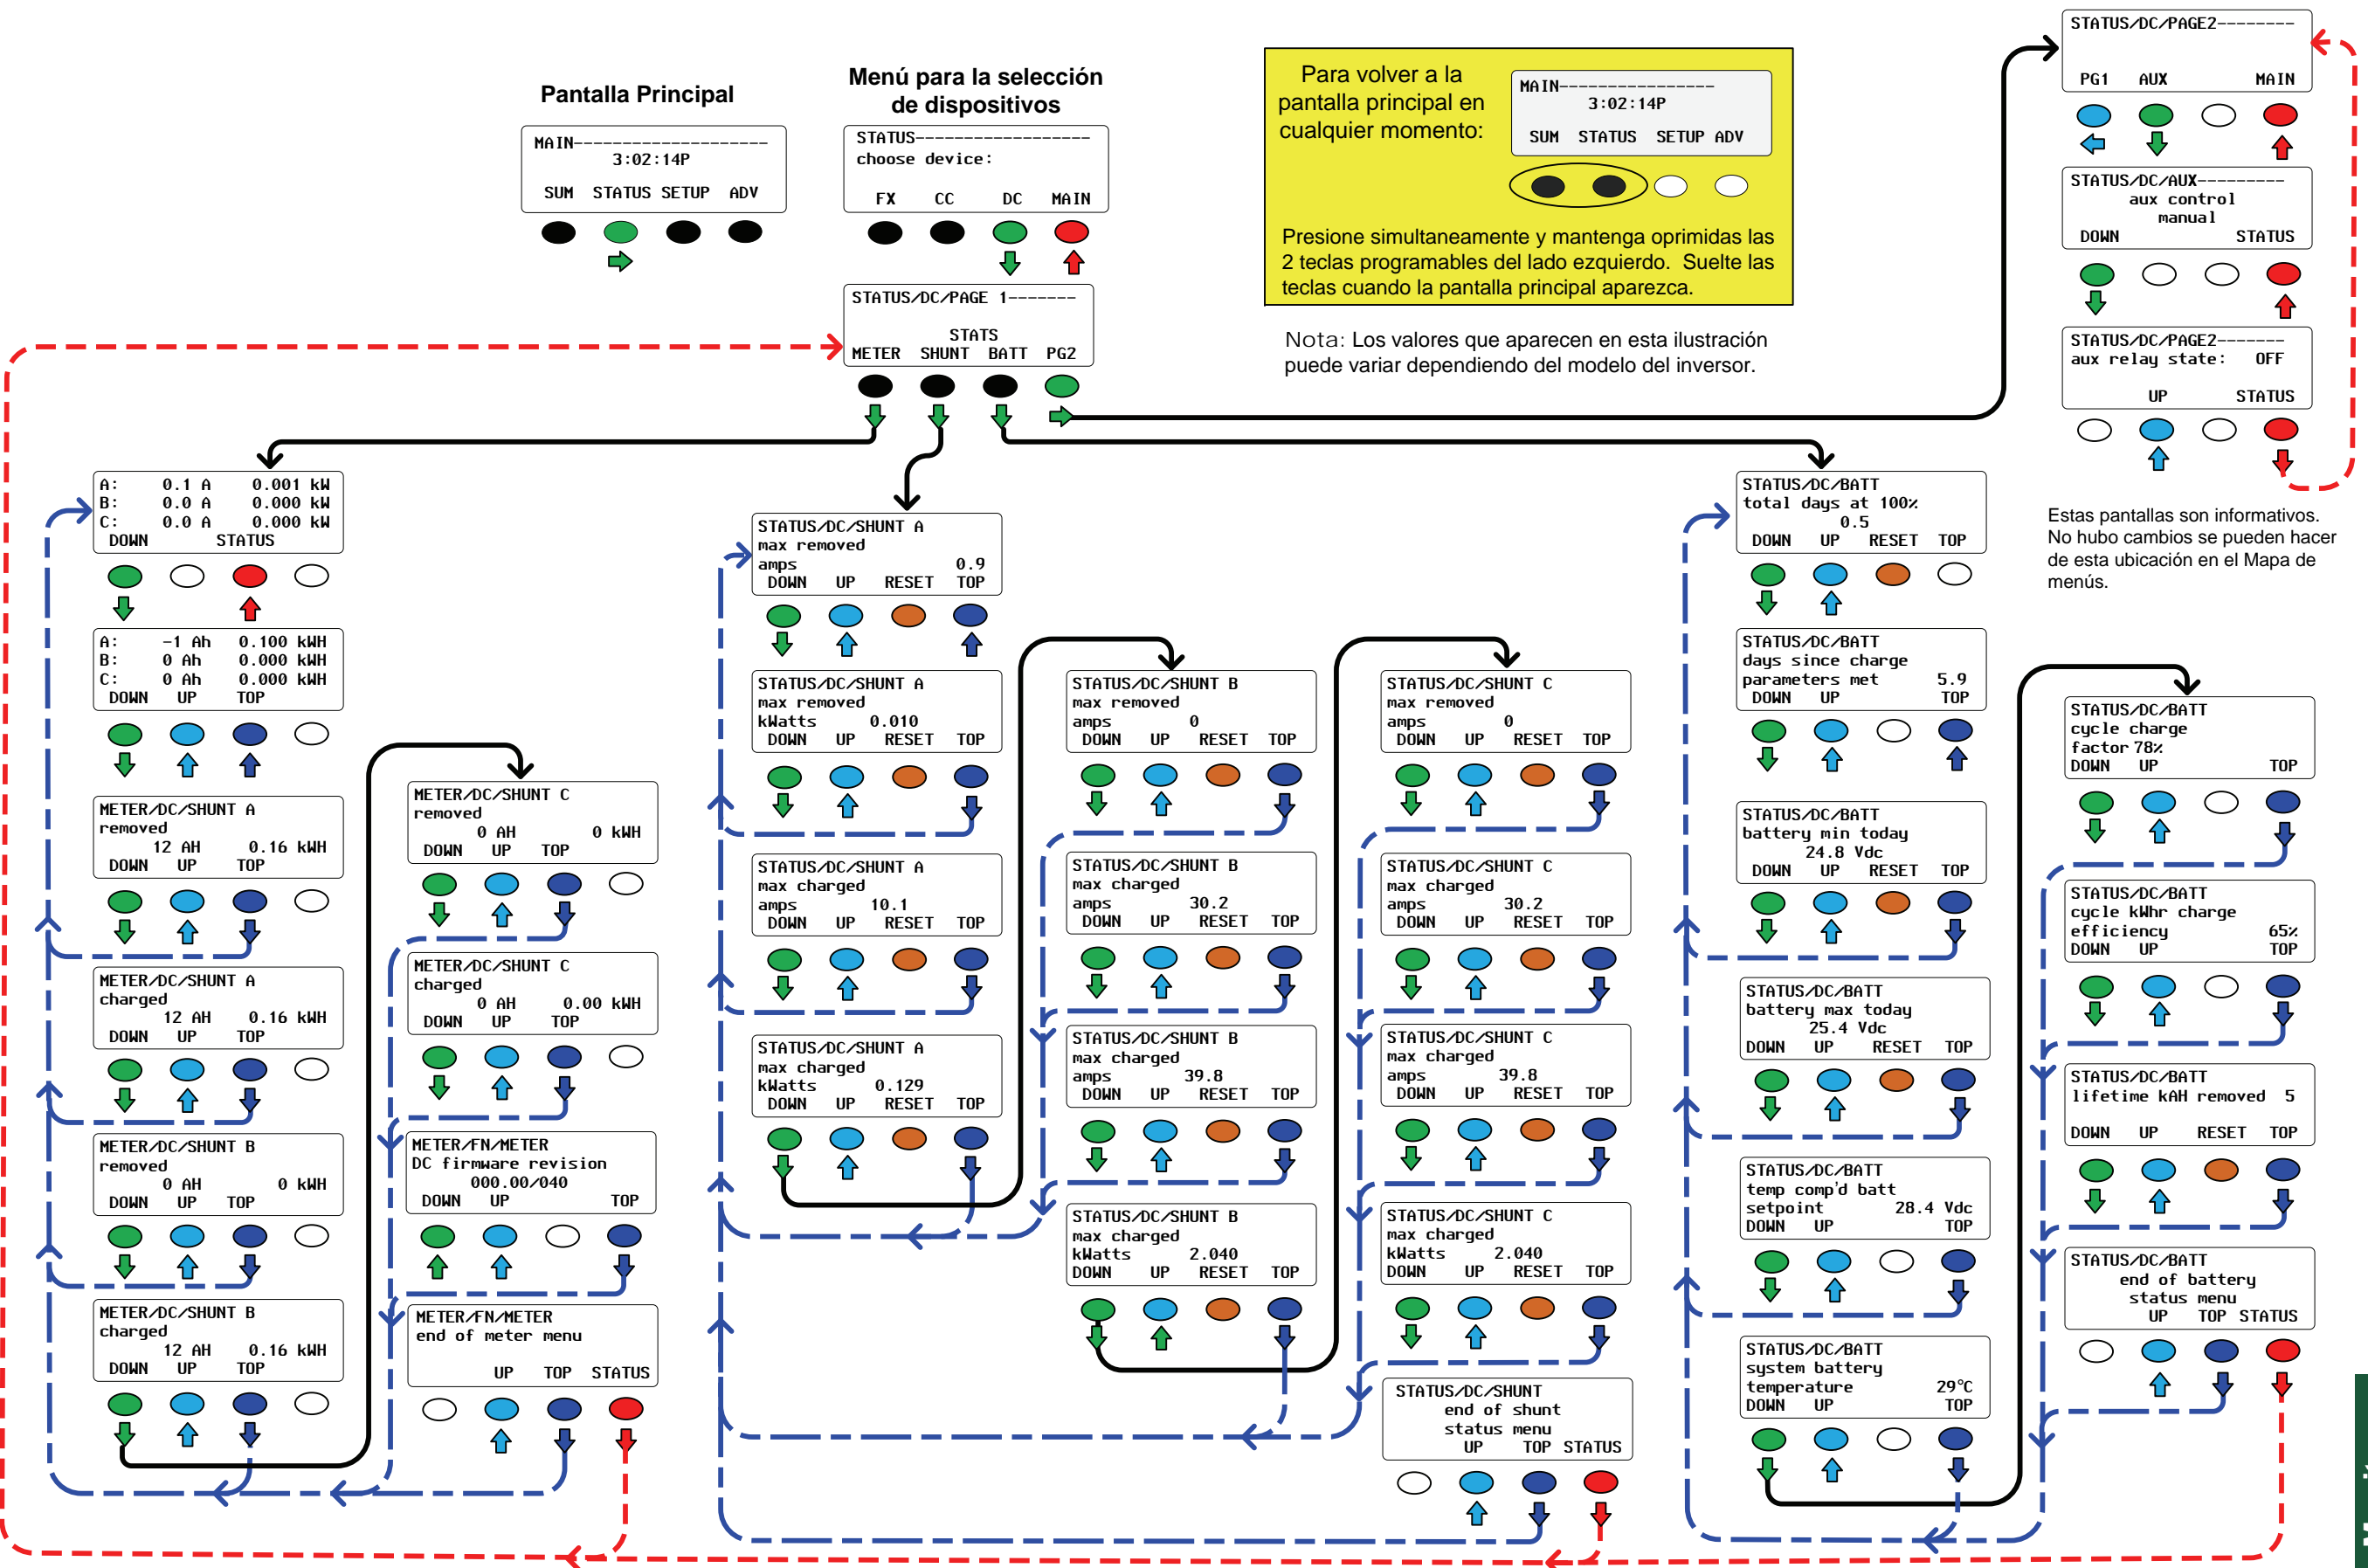 Pantalla Principal
MAIN--------------------
3:02:14P
SUM STATUS SETUP ADV
Menú para la selección
de dispositivos
STATUS------------------
choose device:
FX CC DC MAIN
STATUS/DC/PAGE 1-------
STATS
METER SHUNT BATT PG2
Para volver a la
pantalla principal en
cualquier momento:
MAIN----------------
3:02:14P
SUM STATUS SETUP ADV
Presione simultaneamente y mantenga oprimidas las
2 teclas programables del lado ezquierdo. Suelte las
teclas cuando la pantalla principal aparezca.
Nota: Los valores que aparecen en esta ilustración
puede variar dependiendo del modelo del inversor.
STATUS/DC/PAGE2--------
PG1 AUX MAIN
STATUS/DC/AUX---------
aux control
manual
DOWN STATUS
STATUS/DC/PAGE2-------
aux relay state: OFF
UP STATUS
Estas pantallas son informativos.
No hubo cambios se pueden hacer
de esta ubicación en el Mapa de
menús.
A: 0.1 A 0.001 kW
B: 0.0 A 0.000 kW
C: 0.0 A 0.000 kW
DOWN STATUS
A: -1 Ah 0.100 kWH
B: 0 Ah 0.000 kWH
C: 0 Ah 0.000 kWH
DOWN UP TOP
METER/DC/SHUNT A
removed
12 AH 0.16 kWH
DOWN UP TOP
METER/DC/SHUNT A
charged
12 AH 0.16 kWH
DOWN UP TOP
METER/DC/SHUNT B
removed
0 AH 0 kWH
DOWN UP TOP
METER/DC/SHUNT B
charged
12 AH 0.16 kWH
DOWN UP TOP
METER/DC/SHUNT C
removed
0 AH 0 kWH
DOWN UP TOP
METER/DC/SHUNT C
charged
0 AH 0.00 kWH
DOWN UP TOP
METER/FN/METER
DC firmware revision
000.00/040
DOWN UP TOP
METER/FN/METER
end of meter menu
UP TOP STATUS
STATUS/DC/SHUNT A
max removed
amps 0.9
DOWN UP RESET TOP
STATUS/DC/SHUNT A
max removed
kWatts 0.010
DOWN UP RESET TOP
STATUS/DC/SHUNT A
max charged
amps 10.1
DOWN UP RESET TOP
STATUS/DC/SHUNT A
max charged
kWatts 0.129
DOWN UP RESET TOP
STATUS/DC/SHUNT B
max removed
amps 0
DOWN UP RESET TOP
STATUS/DC/SHUNT B
max charged
amps 30.2
DOWN UP RESET TOP
STATUS/DC/SHUNT B
max charged
amps 39.8
DOWN UP RESET TOP
STATUS/DC/SHUNT B
max charged
kWatts 2.040
DOWN UP RESET TOP
STATUS/DC/SHUNT C
max removed
amps 0
DOWN UP RESET TOP
STATUS/DC/SHUNT C
max charged
amps 30.2
DOWN UP RESET TOP
STATUS/DC/SHUNT C
max charged
amps 39.8
DOWN UP RESET TOP
STATUS/DC/SHUNT C
max charged
kWatts 2.040
DOWN UP RESET TOP
STATUS/DC/SHUNT
end of shunt
status menu
UP TOP STATUS
STATUS/DC/BATT
total days at 100%
0.5
DOWN UP RESET TOP
STATUS/DC/BATT
days since charge
parameters met 5.9
DOWN UP TOP
STATUS/DC/BATT
battery min today
24.8 Vdc
DOWN UP RESET TOP
STATUS/DC/BATT
battery max today
25.4 Vdc
DOWN UP RESET TOP
STATUS/DC/BATT
temp comp'd batt
setpoint 28.4 Vdc
DOWN UP TOP
STATUS/DC/BATT
system battery
temperature 29°C
DOWN UP TOP
STATUS/DC/BATT
cycle charge
factor 78%
DOWN UP TOP
STATUS/DC/BATT
cycle kWhr charge
efficiency 65%
DOWN UP TOP
STATUS/DC/BATT
lifetime kAH removed 5
DOWN UP RESET TOP
STATUS/DC/BATT
end of battery
status menu
UP TOP STATUS